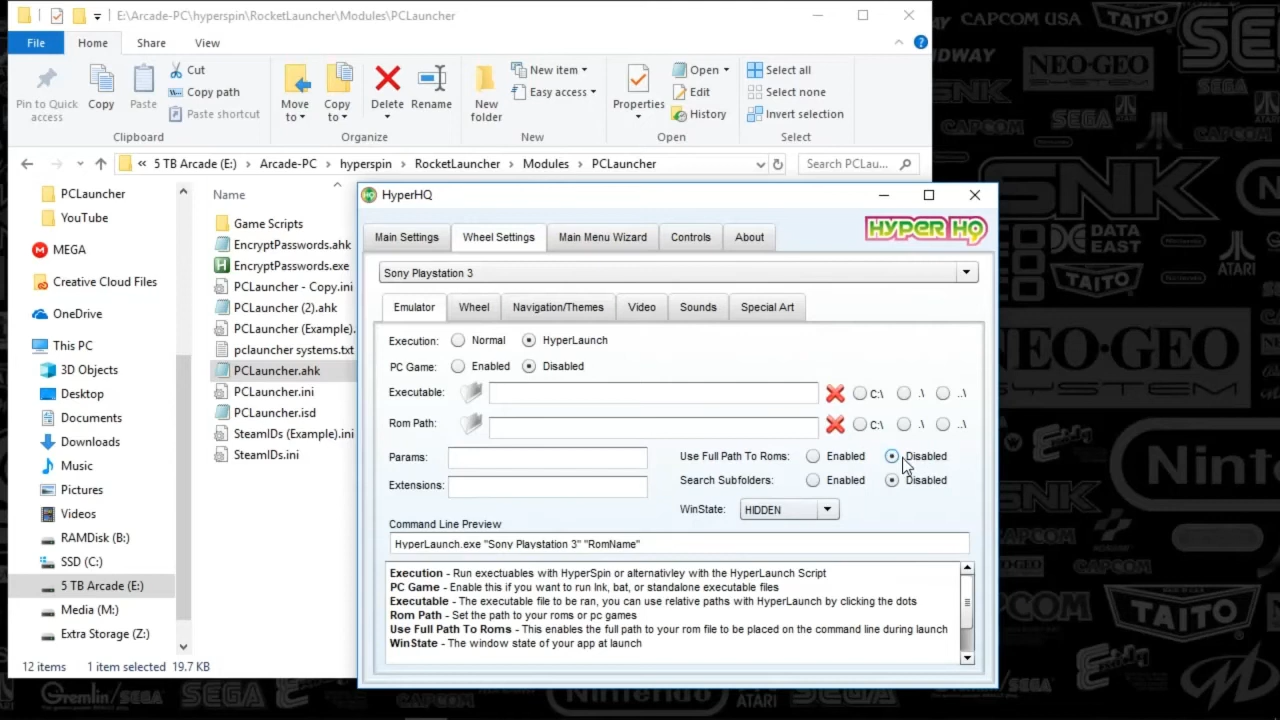 E:\Arcade-PC\hyperspin\RocketLauncher\Modules\PCLauncher
File Home Share View
Pin to Quick access
Copy
Paste
Cut
Copy path
Paste shortcut
Clipboard
Move to
Copy to
Delete
Rename
Organize
New folder
New item
Easy access
New
Properties
Open
Edit
History
Open
Select all
Select none
Invert selection
Select
« 5 TB Arcade (E:) > Arcade-PC > hyperspin > RocketLauncher > Modules > PCLauncher
Search PCLau...
PCLauncher
YouTube
MEGA
Creative Cloud Files
OneDrive
This PC
3D Objects
Desktop
Documents
Downloads
Music
Pictures
Videos
RAMDisk (B:)
SSD (C:)
5 TB Arcade (E:)
Media (M:)
Extra Storage (Z:)
Name
Game Scripts
EncryptPasswords.ahk
EncryptPasswords.exe
PCLauncher - Copy.ini
PCLauncher (2).ahk
PCLauncher (Example).
pclauncher systems.txt
PCLauncher.ahk
PCLauncher.ini
PCLauncher.isd
SteamIDs (Example).ini
SteamIDs.ini
12 items 1 item selected 19.7 KB
HyperHQ
Main Settings Wheel Settings Main Menu Wizard Controls About
HYPER HQ
Sony Playstation 3
Emulator Wheel Navigation/Themes Video Sounds Special Art
Execution: Normal HyperLaunch
PC Game: Enabled Disabled
Executable: C:\ .\ ..\
Rom Path: C:\ .\ ..\
Params:
Use Full Path To Roms: Enabled Disabled
Extensions:
Search Subfolders: Enabled Disabled
WinState: HIDDEN
Command Line Preview
HyperLaunch.exe "Sony Playstation 3" "RomName"
Execution - Run exectuables with HyperSpin or alternativley with the HyperLaunch Script
PC Game - Enable this if you want to run lnk, bat, or standalone executable files
Executable - The executable file to be ran, you can use relative paths with HyperLaunch by clicking the dots
Rom Path - Set the path to your roms or pc games
Use Full Path To Roms - This enables the full path to your rom file to be placed on the command line during launch
WinState - The window state of your app at launch
CAPCOM USA
TAITO
NEO-GEO
SEGA
CAPCOM
SNK
DATA EAST
TAITO
ATARI
NEO-GEO
Nintendo
CAPCOM
TAITO
Gremlin/SEGA
SEGA
Nintendo
ATARI
SEGA